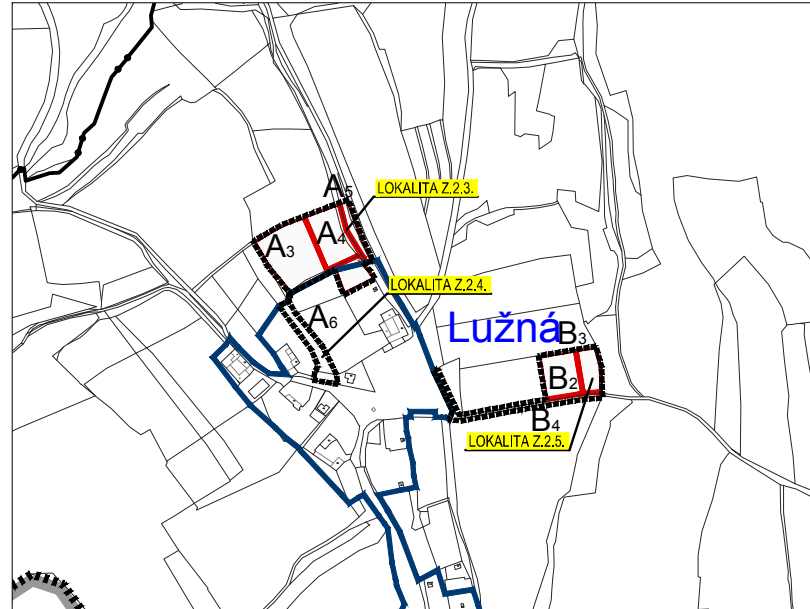 A5
LOKALITA Z.2.3.
A3
A4
LOKALITA Z.2.4.
A6
Lužná
B3
B2
B4
LOKALITA Z.2.5.